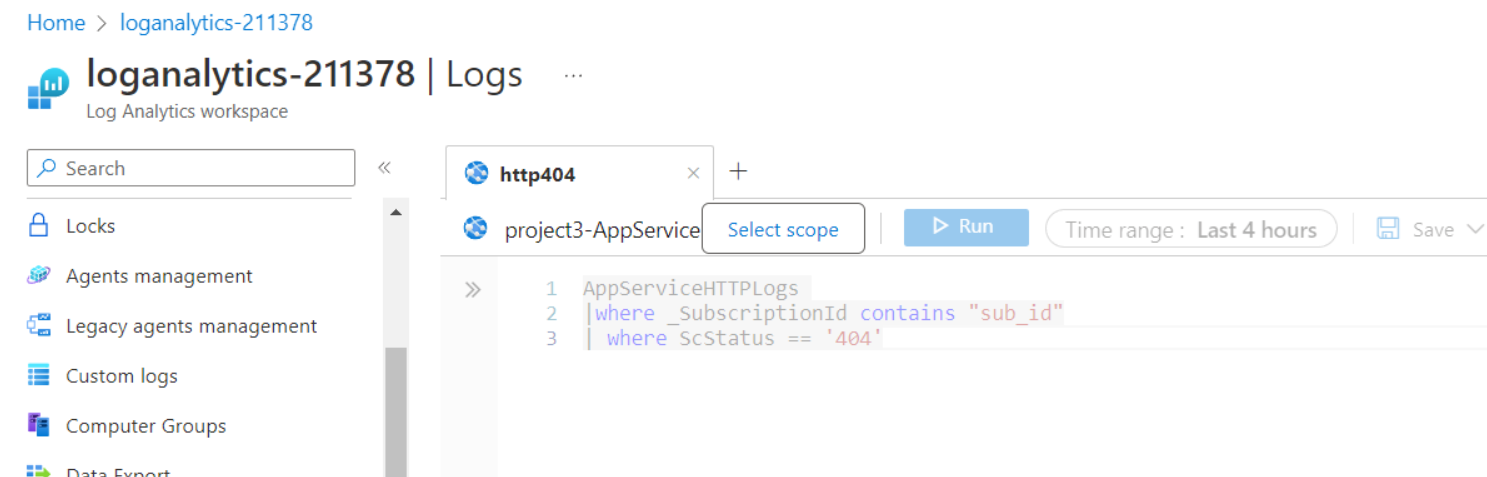 Home > loganalytics-211378
loganalytics-211378 | Logs ...
Log Analytics workspace
Search
Locks
Agents management
Legacy agents management
Custom logs
Computer Groups
Data Export
http404
project3-AppService Select scope Run Time range : Last 4 hours Save
1 AppServiceHTTPLogs
2 |where _SubscriptionId contains "sub_id"
3 | where ScStatus == '404'